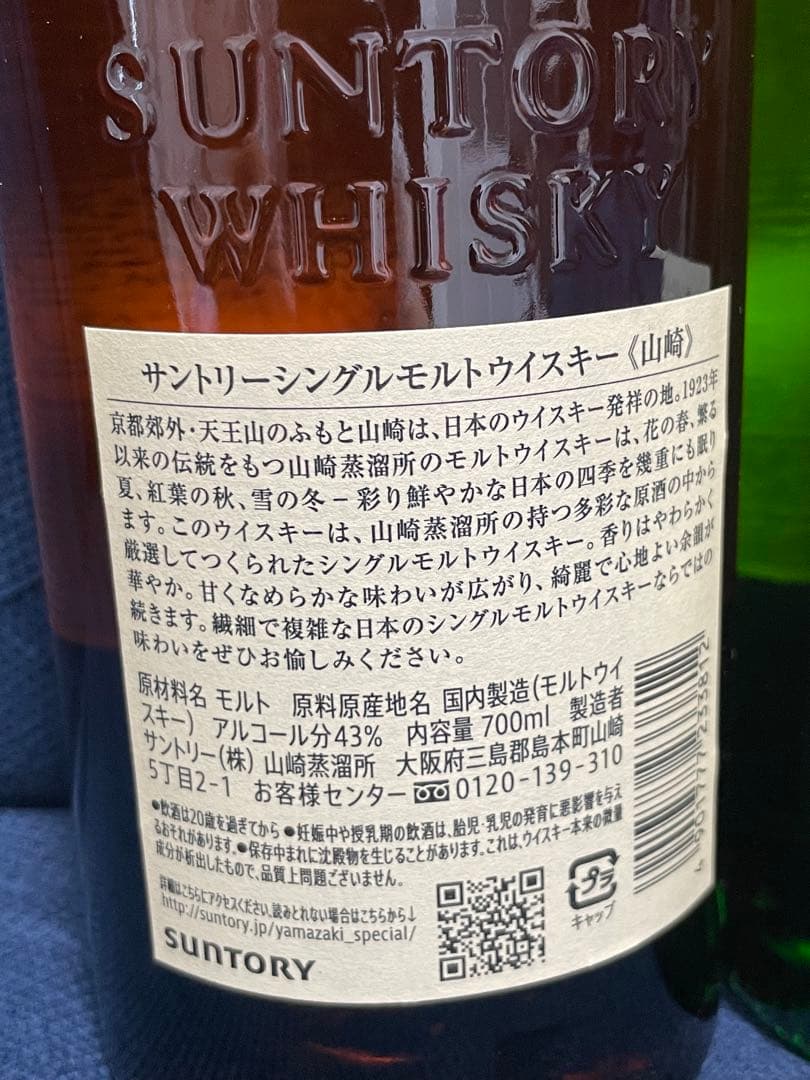 SUNTORY
WHISKY
サントリーシングルモルトウイスキー《山崎》
京都郊外・天王山のふもと山崎は、日本のウイスキー発祥の地。1923年
以来の伝統をもつ山崎蒸溜所のモルトウイスキーは、花の春、繁る
夏、紅葉の秋、雪の冬－彩り鮮やかな日本の四季を幾重にも眠り
ます。このウイスキーは、山崎蒸溜所の持つ多彩な原酒の中から
厳選してつくられたシングルモルトウイスキー。香りはやわらかく
華やか。甘くなめらかな味わいが広がり、綺麗で心地よい余韻が
続きます。繊細で複雑な日本のシングルモルトウイスキーならではの
味わいをぜひお愉しみください。
原材料名 モルト 原料原産地名 国内製造(モルトウイ
スキー) アルコール分43% 内容量 700ml 製造者
サントリー(株) 山崎蒸溜所 大阪府三島郡島本町山崎
5丁目2-1 お客様センター 0120-139-310
●飲酒は20歳を過ぎてから ●妊娠中や授乳期の飲酒は、胎児・乳児の発育に悪影響を与え
るおそれがあります。●保存中まれに沈殿物を生じることがあります。これは、ウイスキー本来の微量
成分が析出したもので、品質上問題ございません。
詳細はこちらにアクセスください。読みとれない場合はこちらから↓
http://suntory.jp/yamazaki_special/
SUNTORY
プラ
キャップ
4 901777 233812